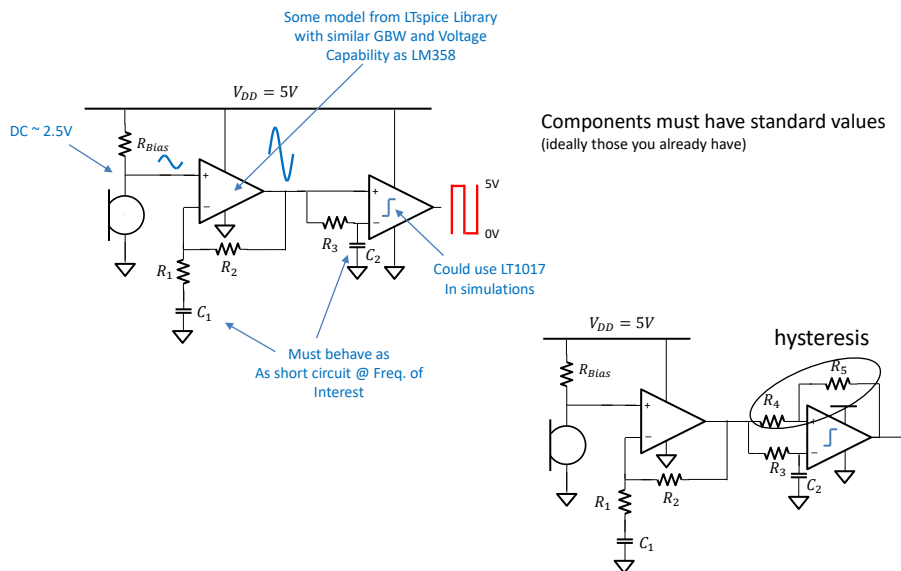 Some model from LTspice Library
with similar GBW and Voltage
Capability as LM358
V_DD = 5V
DC ~ 2.5V
R_Bias
+
−
+
−
5V
0V
R_1
R_2
R_3
C_2
C_1
Could use LT1017
In simulations
Must behave as
As short circuit @ Freq. of
Interest
Components must have standard values
(ideally those you already have)
V_DD = 5V
hysteresis
R_Bias
R_5
R_4
+
−
+
−
R_3
R_2
C_2
R_1
C_1